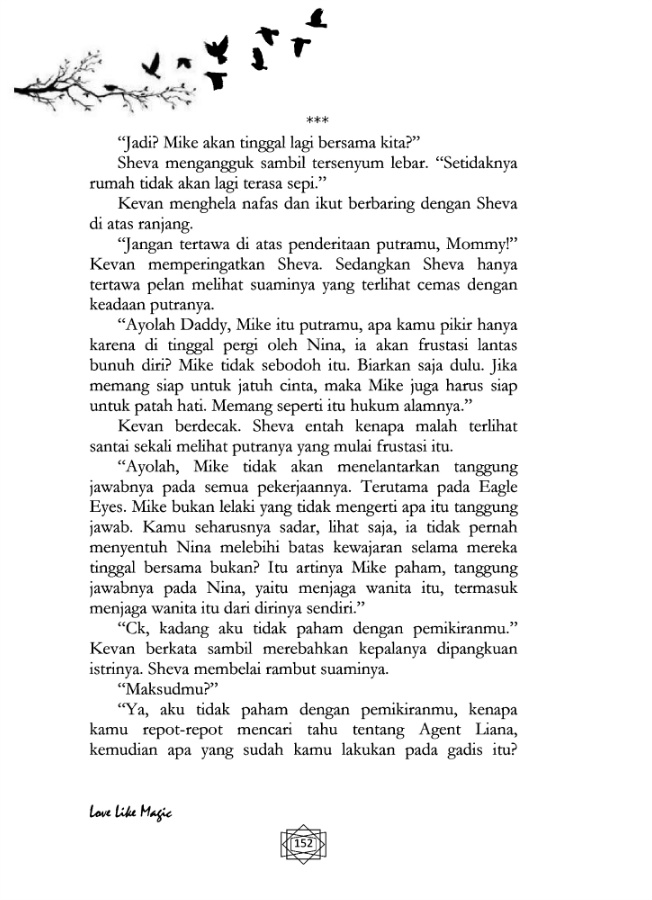 ***
“Jadi? Mike akan tinggal lagi bersama kita?”
Sheva mengangguk sambil tersenyum lebar. “Setidaknya
rumah tidak akan lagi terasa sepi.”
Kevan menghela nafas dan ikut berbaring dengan Sheva
di atas ranjang.
“Jangan tertawa di atas penderitaan putramu, Mommy!”
Kevan memperingatkan Sheva. Sedangkan Sheva hanya
tertawa pelan melihat suaminya yang terlihat cemas dengan
keadaan putranya.
“Ayolah Daddy, Mike itu putramu, apa kamu pikir hanya
karena di tinggal pergi oleh Nina, ia akan frustasi lantas
bunuh diri? Mike tidak sebodoh itu. Biarkan saja dulu. Jika
memang siap untuk jatuh cinta, maka Mike juga harus siap
untuk patah hati. Memang seperti itu hukum alamnya.”
Kevan berdecak. Sheva entah kenapa malah terlihat
santai sekali melihat putranya yang mulai frustasi itu.
“Ayolah, Mike tidak akan menelantarkan tanggung
jawabnya pada semua pekerjaannya. Terutama pada Eagle
Eyes. Mike bukan lelaki yang tidak mengerti apa itu tanggung
jawab. Kamu seharusnya sadar, lihat saja, ia tidak pernah
menyentuh Nina melebihi batas kewajaran selama mereka
tinggal bersama bukan? Itu artinya Mike paham, tanggung
jawabnya pada Nina, yaitu menjaga wanita itu, termasuk
menjaga wanita itu dari dirinya sendiri.”
“Ck, kadang aku tidak paham dengan pemikiranmu.”
Kevan berkata sambil merebahkan kepalanya dipangkuan
istrinya. Sheva membelai rambut suaminya.
“Maksudmu?”
“Ya, aku tidak paham dengan pemikiranmu, kenapa
kamu repot-repot mencari tahu tentang Agent Liana,
kemudian apa yang sudah kamu lakukan pada gadis itu?
Love Like Magic
152